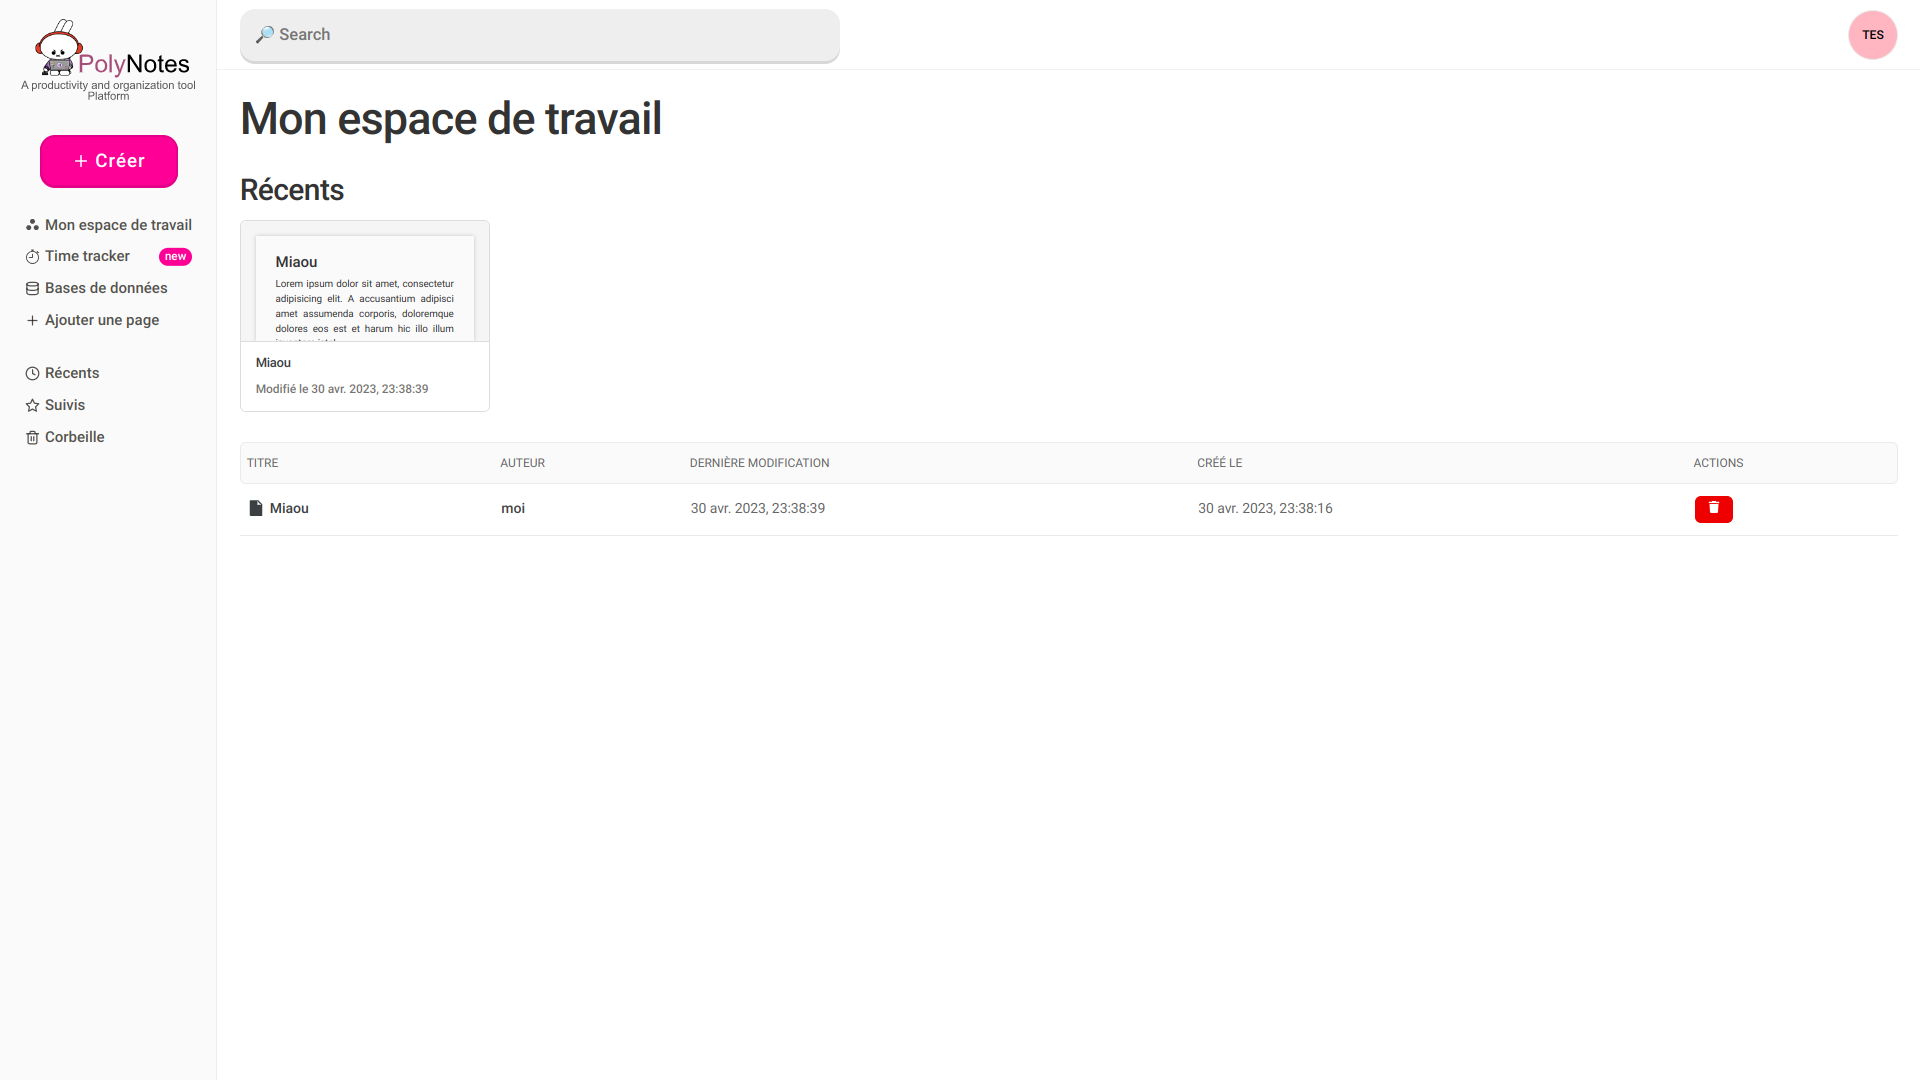 PolyNotes
A productivity and organization tool
Platform
+ Créer
Mon espace de travail
Time tracker new
Bases de données
Ajouter une page
Récents
Suivis
Corbeille
🔎 Search
TES
Mon espace de travail
Récents
Miaou
Lorem ipsum dolor sit amet, consectetur
adipisicing elit. A accusantium adipisci
amet assumenda corporis, doloremque
dolores eos est et harum hic illo illum
Miaou
Modifié le 30 avr. 2023, 23:38:39
TITRE AUTEUR DERNIÈRE MODIFICATION CRÉÉ LE ACTIONS
Miaou moi 30 avr. 2023, 23:38:39 30 avr. 2023, 23:38:16